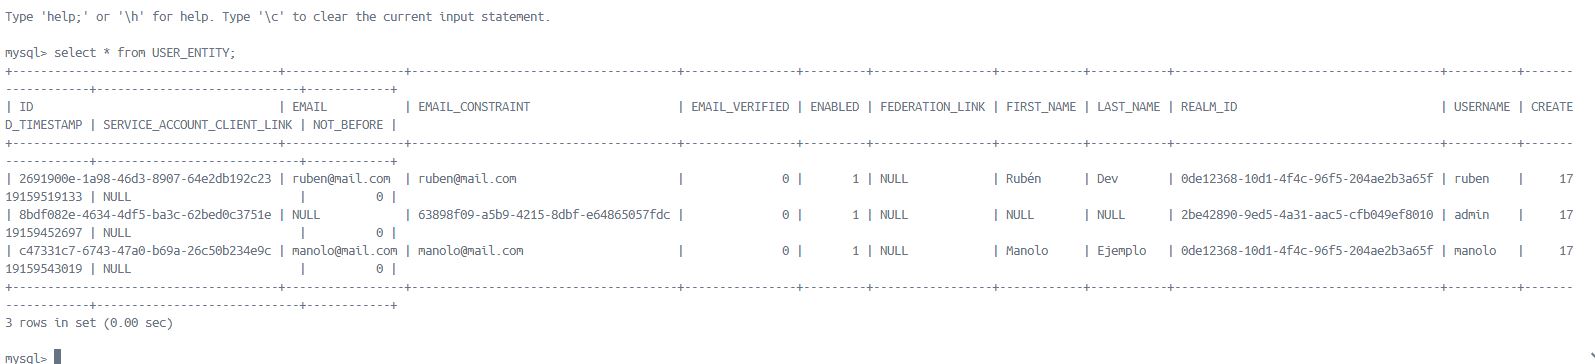 Type 'help;' or '\h' for help. Type '\c' to clear the current input statement.
mysql> select * from USER_ENTITY;
+--------------------------------------+-----------------+--------------------------------------+----------------+---------+-----------------+------------+-----------+--------------------------------------+----------+-------
------------+----------------------------+------------+
| ID                                   | EMAIL           | EMAIL_CONSTRAINT                     | EMAIL_VERIFIED | ENABLED | FEDERATION_LINK | FIRST_NAME | LAST_NAME | REALM_ID                             | USERNAME | CREATE
D_TIMESTAMP | SERVICE_ACCOUNT_CLIENT_LINK | NOT_BEFORE |
+--------------------------------------+-----------------+--------------------------------------+----------------+---------+-----------------+------------+-----------+--------------------------------------+----------+-------
------------+----------------------------+------------+
| 2691900e-1a98-46d3-8907-64e2db192c23 | ruben@mail.com  | ruben@mail.com                       |              0 |       1 | NULL            | Rubén      | Dev       | 0de12368-10d1-4f4c-96f5-204ae2b3a65f | ruben    |     17
19159519133 | NULL                        |          0 |
| 8bdf082e-4634-4df5-ba3c-62bed0c3751e | NULL            | 63898f09-a5b9-4215-8dbf-e64865057fdc |              0 |       1 | NULL            | NULL       | NULL      | 2be42890-9ed5-4a31-aac5-cfb049ef8010 | admin    |     17
19159452697 | NULL                        |          0 |
| c47331c7-6743-47a0-b69a-26c50b234e9c | manolo@mail.com | manolo@mail.com                      |              0 |       1 | NULL            | Manolo     | Ejemplo   | 0de12368-10d1-4f4c-96f5-204ae2b3a65f | manolo   |     17
19159543019 | NULL                        |          0 |
+--------------------------------------+-----------------+--------------------------------------+----------------+---------+-----------------+------------+-----------+--------------------------------------+----------+-------
------------+----------------------------+------------+
3 rows in set (0.00 sec)
mysql>